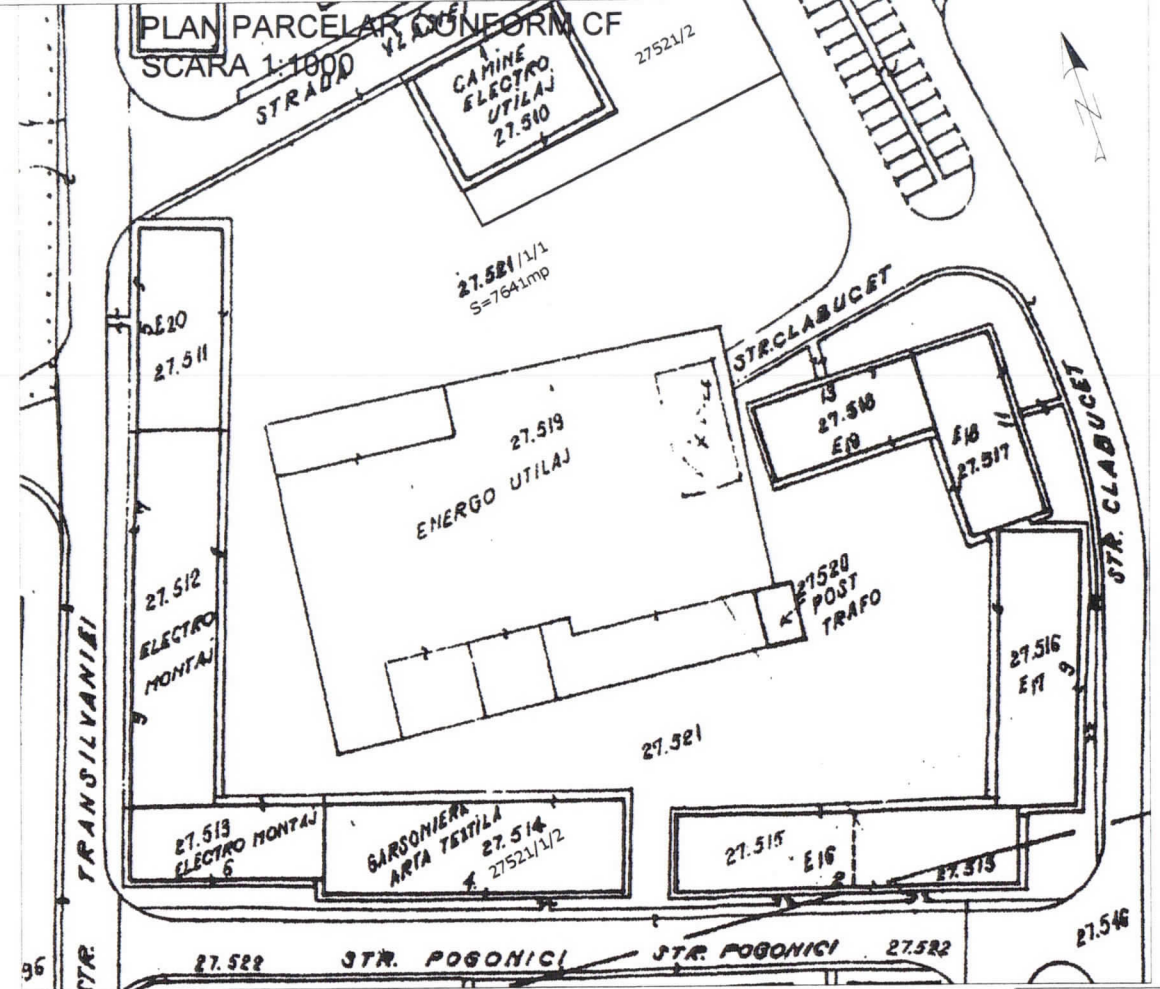 PLAN PARCELAR CONFORM CF
SCARA 1:1000
STRADA
CAMINE
ELECTRO
UTILAJ
27.510
27521/2
N
27.521/1/1
S=7641mp
STR.CLABUCET
5
E20
27.511
13
27.518
E19
11
E18
27.517
STR. CLABUCET
27.519
ENERGO UTILAJ
7
27.512
ELECTRO
MONTAJ
27520
POST
TRAFO
27.516
E17
9
27.521
STR. TRANSILVANIEI
27.513
ELECTRO MONTAJ
6
GARSONIERA
ARTA TEXTILA
27.514
27521/1/2
4
27.515
E16
2
27.515
27.546
96
27.522
STR. POGONICI
STR. POGONICI
27.522